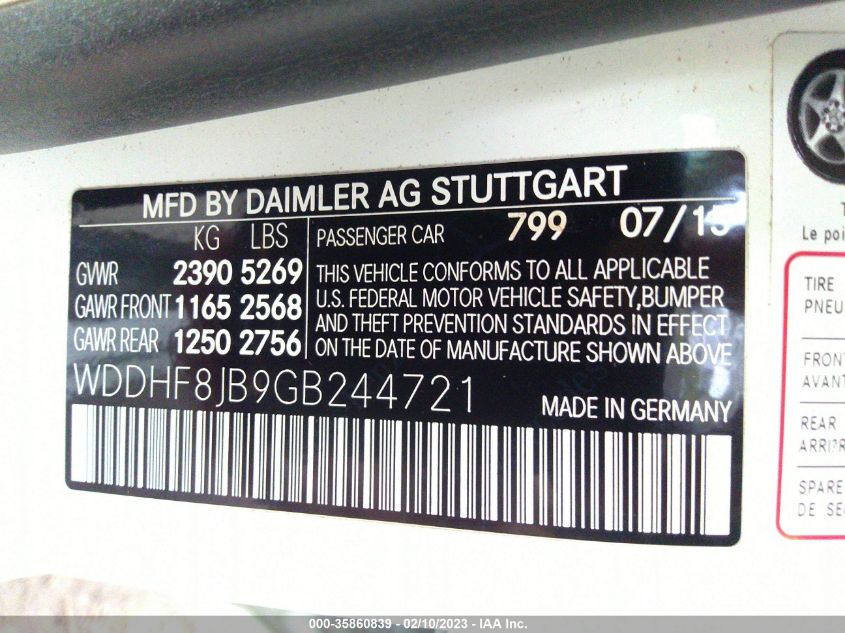 MFD BY DAIMLER AG STUTTGART
KG LBS
GVWR 2390 5269
GAWR FRONT 1165 2568
GAWR REAR 1250 2756
PASSENGER CAR 799 07/15
THIS VEHICLE CONFORMS TO ALL APPLICABLE
U.S. FEDERAL MOTOR VEHICLE SAFETY,BUMPER
AND THEFT PREVENTION STANDARDS IN EFFECT
ON THE DATE OF MANUFACTURE SHOWN ABOVE
WDDHF8JB9GB244721
MADE IN GERMANY
T
Le poi
TIRE
PNEU
FRONT
AVANT
REAR
ARRI?R
SPARE
DE SE
000-35860839 - 02/10/2023 - IAA Inc.